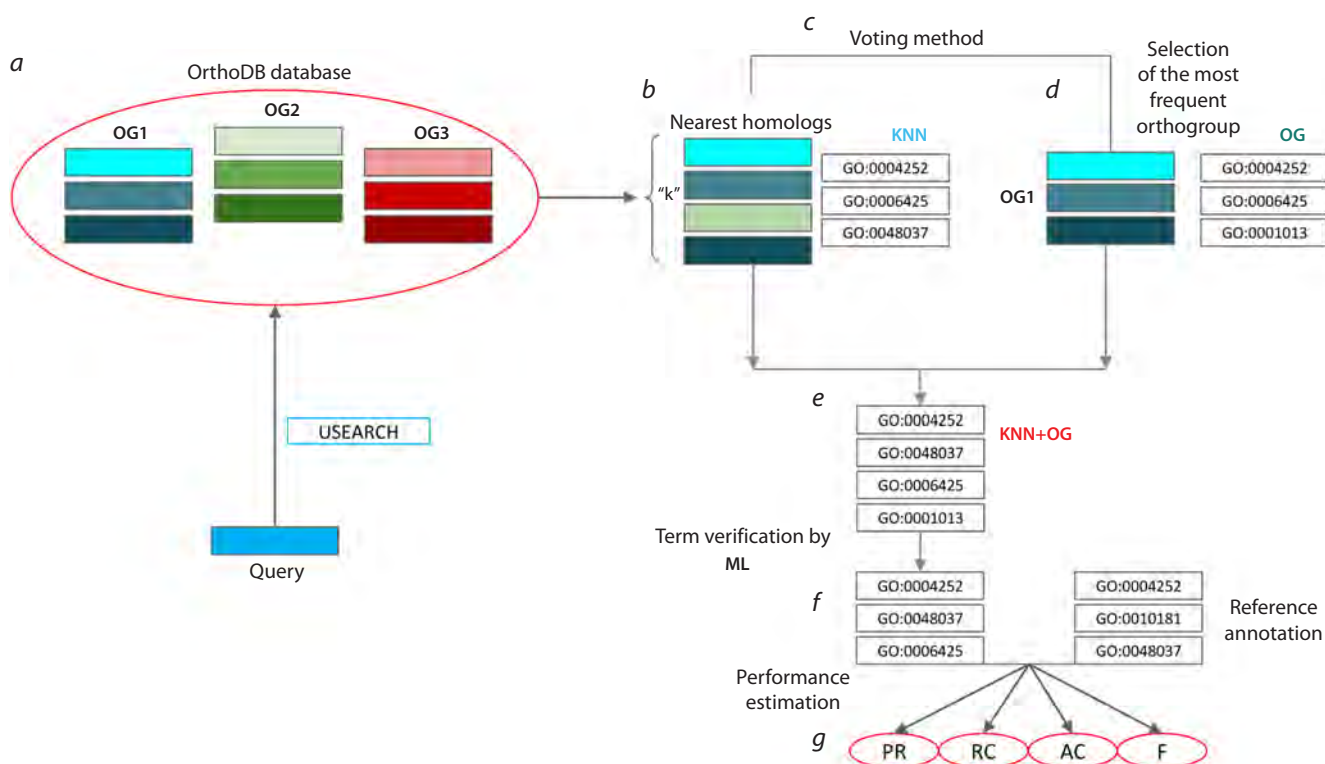 a
OrthoDB database
OG1
OG2
OG3
USEARCH
Query
b
Nearest homologs
"k"
KNN
GO:0004252
GO:0006425
GO:0048037
c
Voting method
d
Selection
of the most
frequent
orthogroup
OG1
OG
GO:0004252
GO:0006425
GO:0001013
e
GO:0004252
GO:0048037
GO:0006425
GO:0001013
KNN+OG
Term verification by
ML
f
GO:0004252
GO:0048037
GO:0006425
GO:0004252
GO:0010181
GO:0048037
Reference
annotation
Performance
estimation
g
PR
RC
AC
F